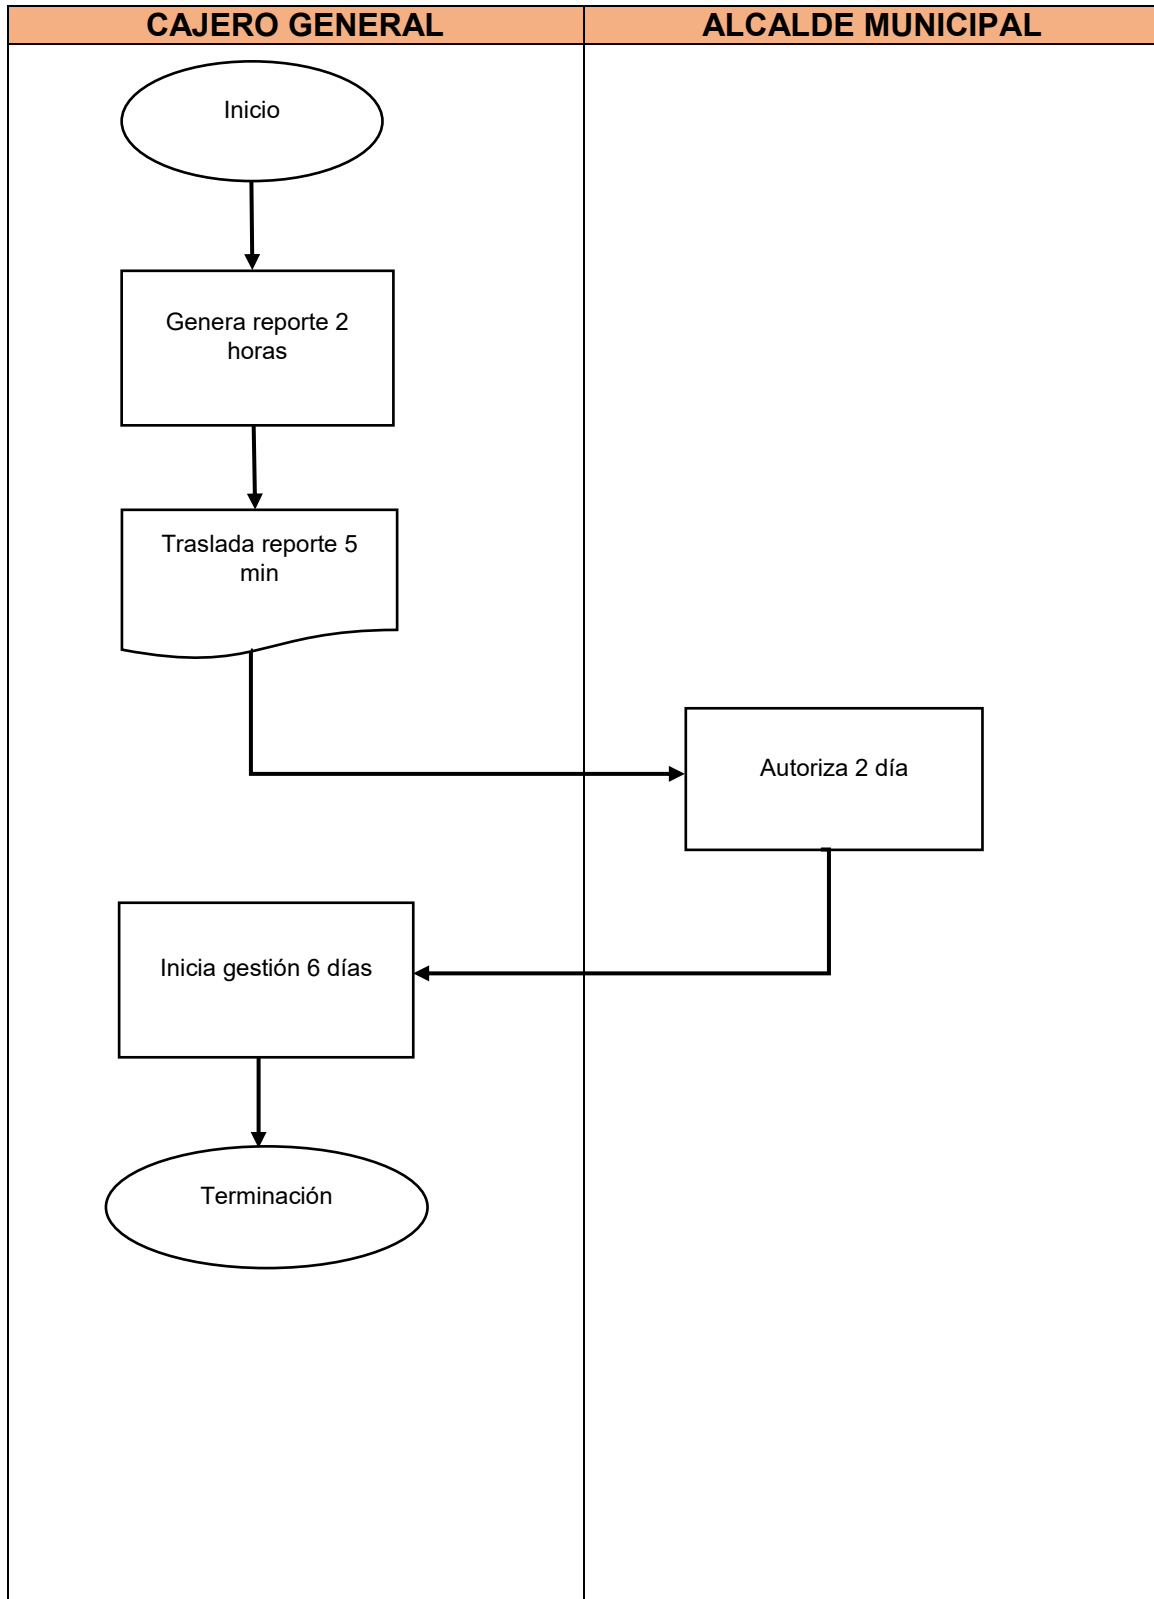 CAJERO GENERAL
ALCALDE MUNICIPAL
Inicio
Genera reporte 2
horas
Traslada reporte 5
min
Autoriza 2 día
Inicia gestión 6 días
Terminación